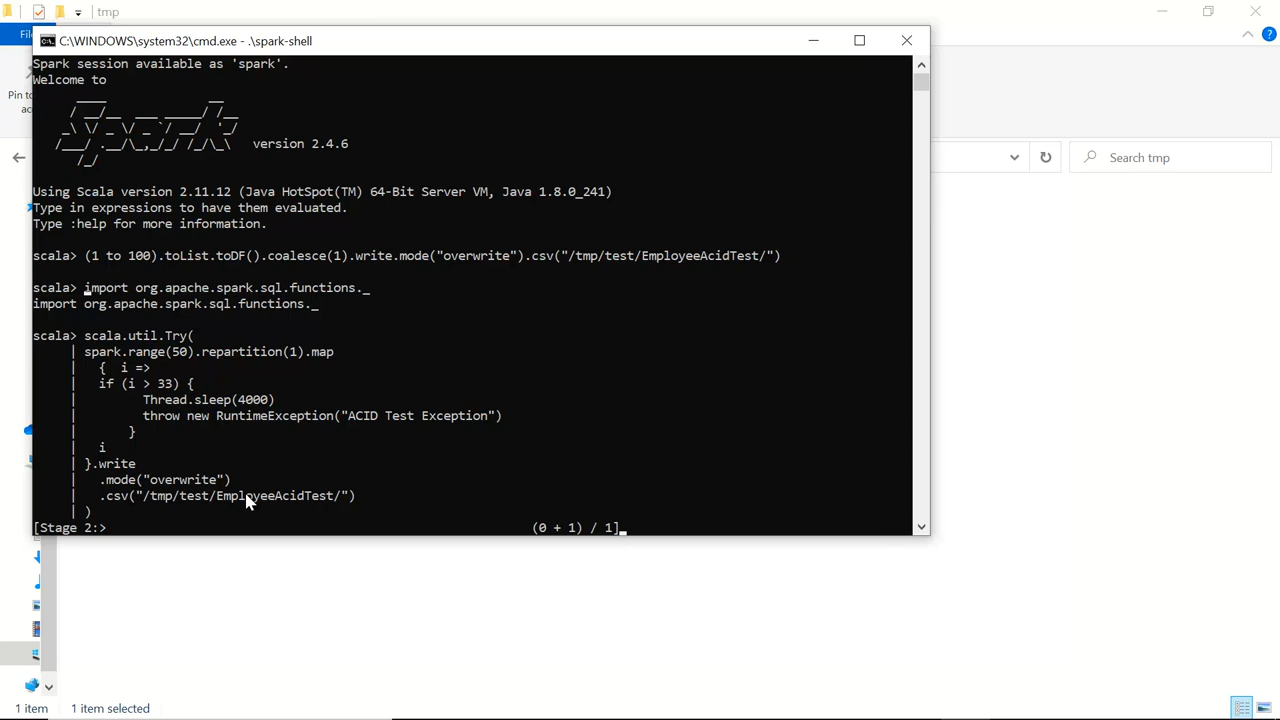 tmp
Fil
C:\WINDOWS\system32\cmd.exe - .\spark-shell
Pin to
ac
Search tmp
Spark session available as 'spark'.
Welcome to
Spark version 2.4.6
Using Scala version 2.11.12 (Java HotSpot(TM) 64-Bit Server VM, Java 1.8.0_241)
Type in expressions to have them evaluated.
Type :help for more information.
scala> (1 to 100).toList.toDF().coalesce(1).write.mode("overwrite").csv("/tmp/test/EmployeeAcidTest/")
scala> import org.apache.spark.sql.functions._
import org.apache.spark.sql.functions._
scala> scala.util.Try(
| spark.range(50).repartition(1).map
| { i =>
| if (i > 33) {
| Thread.sleep(4000)
| throw new RuntimeException("ACID Test Exception")
| }
| i
| }.write
| .mode("overwrite")
| .csv("/tmp/test/EmployeeAcidTest/")
| )
[Stage 2:> (0 + 1) / 1]
1 item 1 item selected